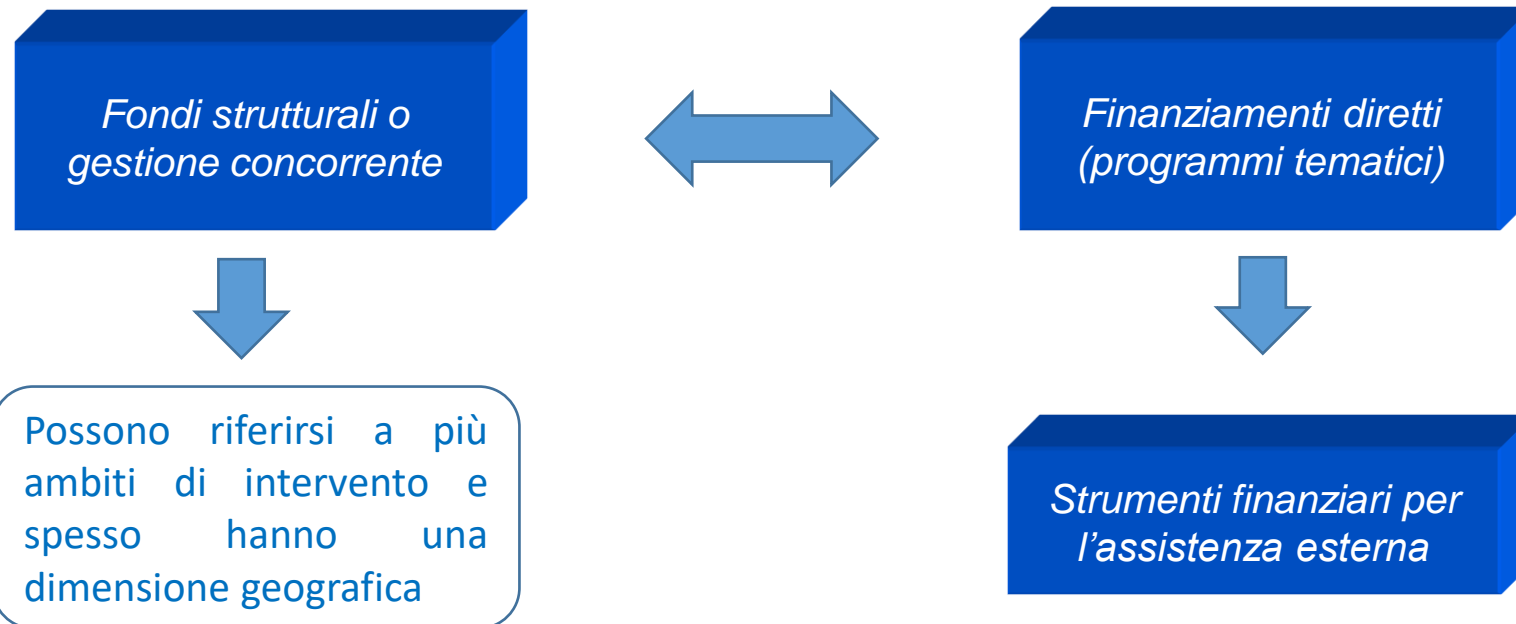 Fondi strutturali o
gestione concorrente
Finanziamenti diretti
(programmi tematici)
Possono riferirsi a più
ambiti di intervento e
spesso hanno una
dimensione geografica
Strumenti finanziari per
l’assistenza esterna